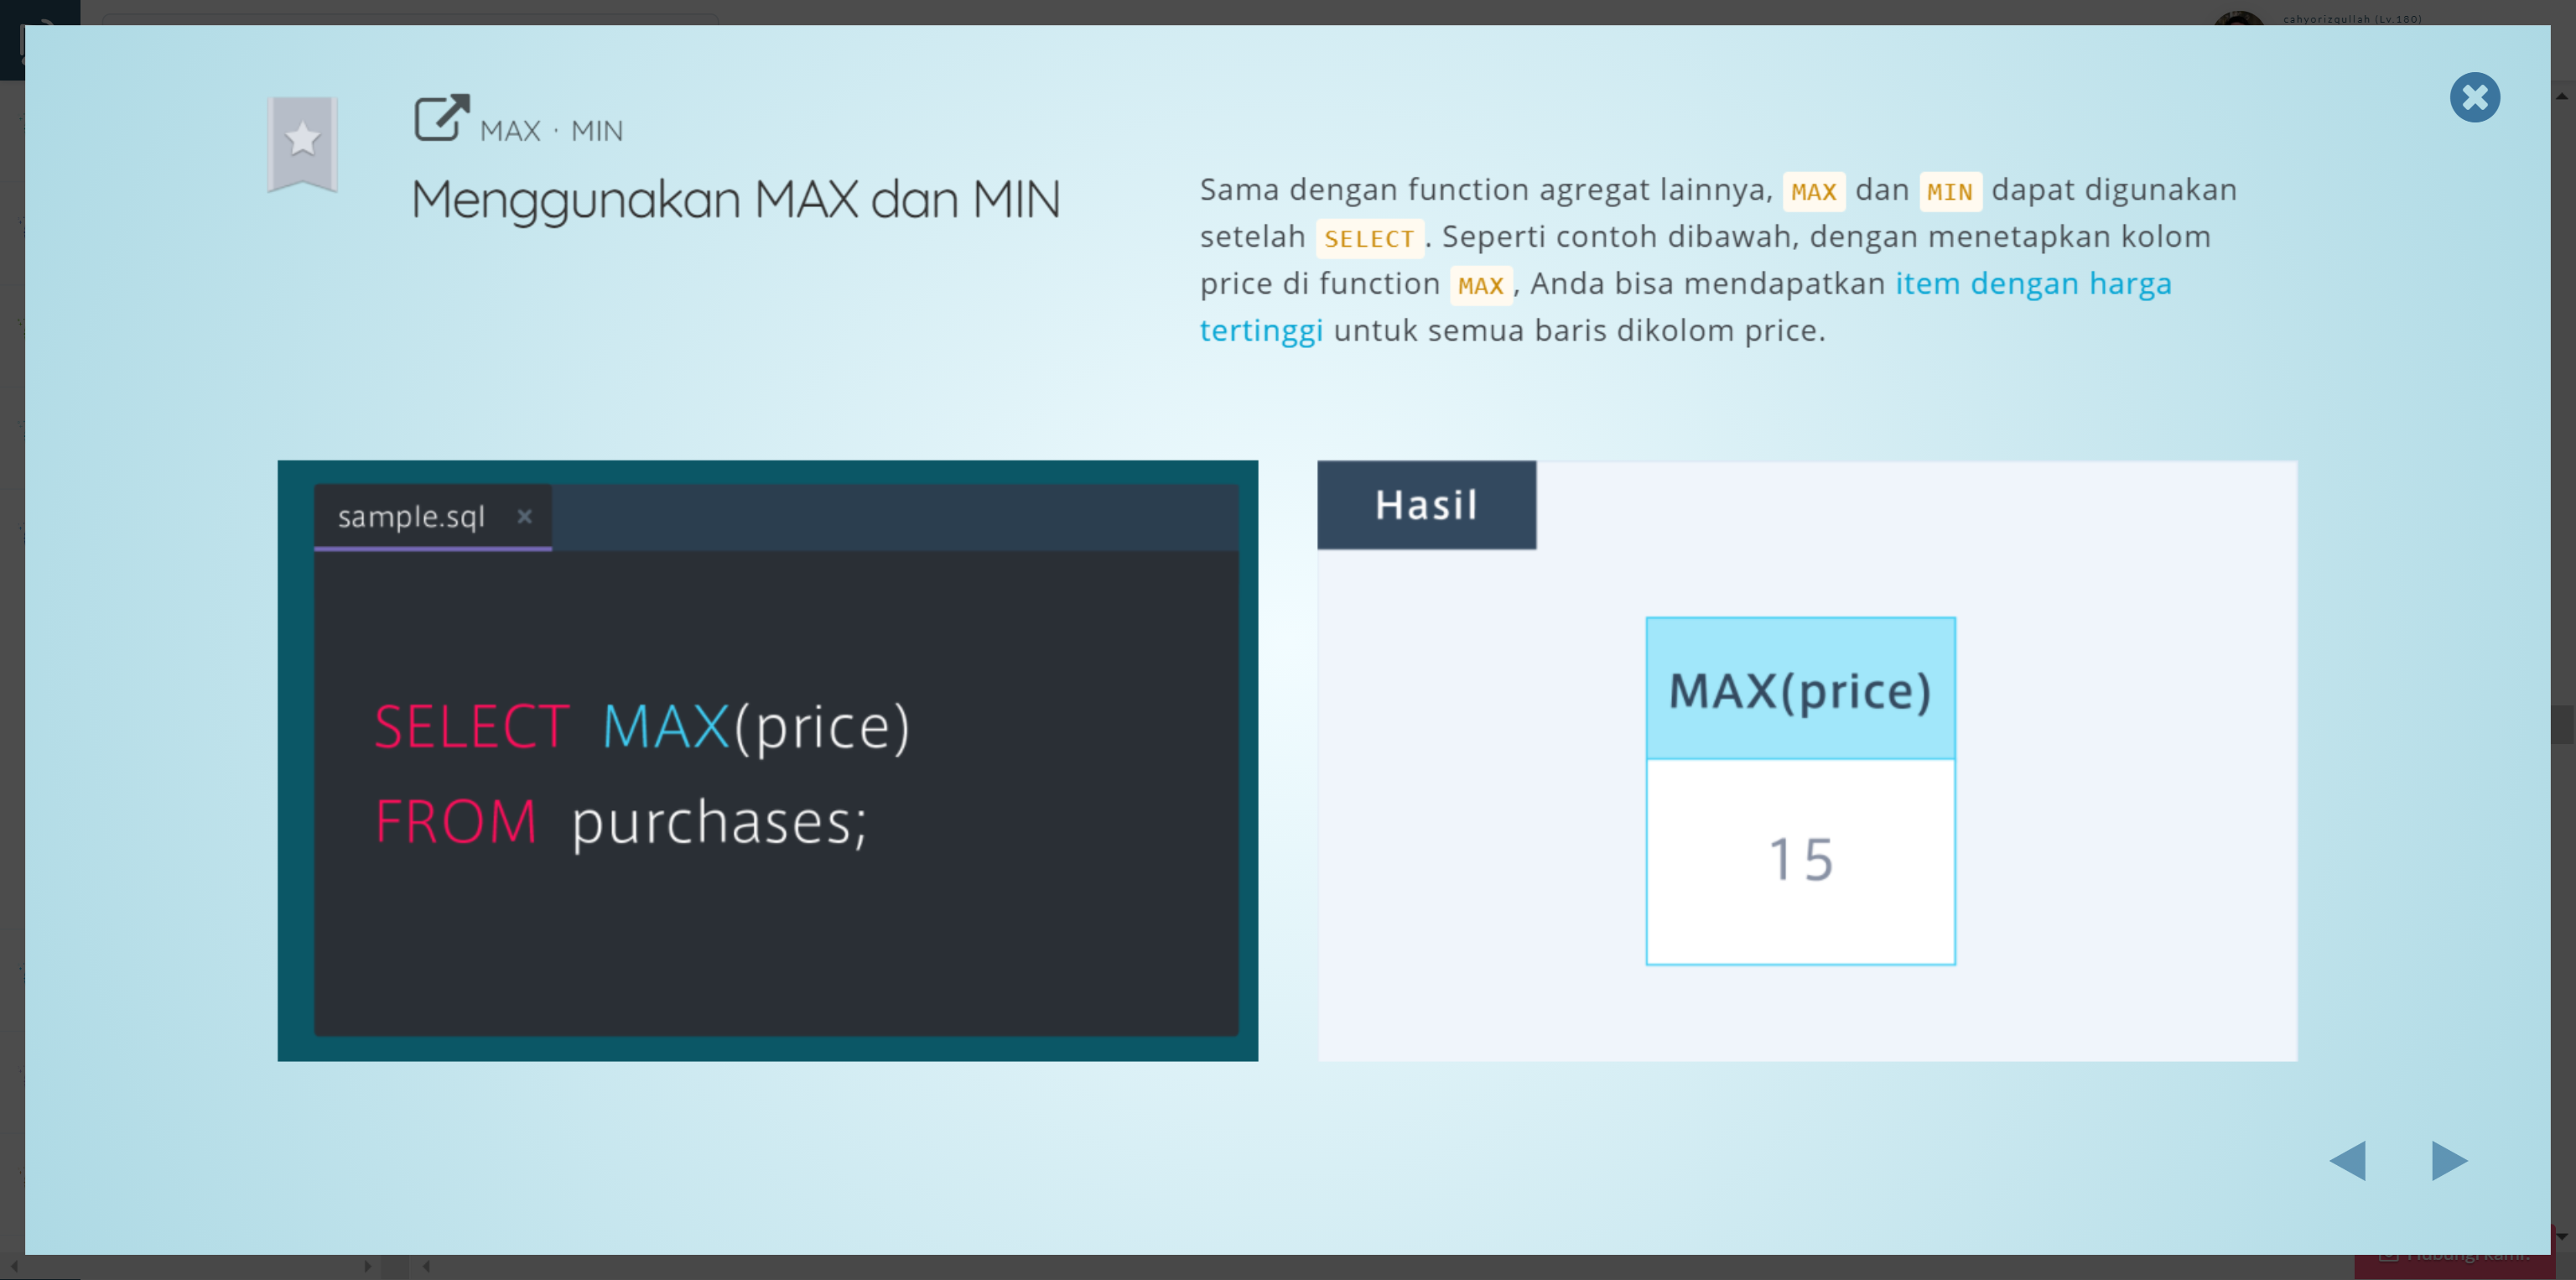 cahyorizqullah (Lv.180)
MAX · MIN
Menggunakan MAX dan MIN
Sama dengan function agregat lainnya, MAX dan MIN dapat digunakan
setelah SELECT. Seperti contoh dibawah, dengan menetapkan kolom
price di function MAX, Anda bisa mendapatkan item dengan harga
tertinggi untuk semua baris dikolom price.
sample.sql ×
SELECT MAX(price)
FROM purchases;
Hasil
MAX(price)
15
Hubungi kami!